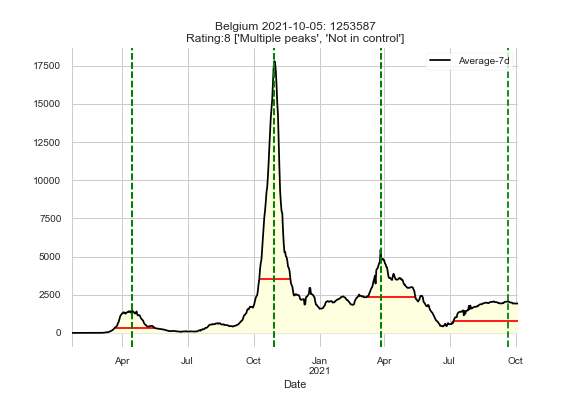 Belgium 2021-10-05: 1253587
Rating:8 ['Multiple peaks', 'Not in control']
Average-7d
17500
15000
12500
10000
7500
5000
2500
0
Apr
Jul
Oct
Jan
2021
Apr
Jul
Oct
Date